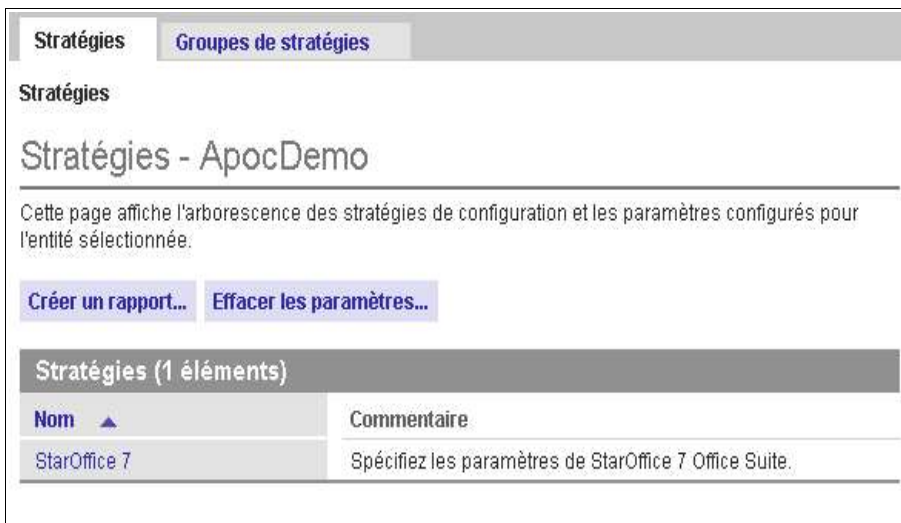 Stratégies Groupes de stratégies
Stratégies
Stratégies - ApocDemo
Cette page affiche l'arborescence des stratégies de configuration et les paramètres configurés pour
l'entité sélectionnée.
Créer un rapport... Effacer les paramètres...
Stratégies (1 éléments)
Nom Commentaire
StarOffice 7 Spécifiez les paramètres de StarOffice 7 Office Suite.